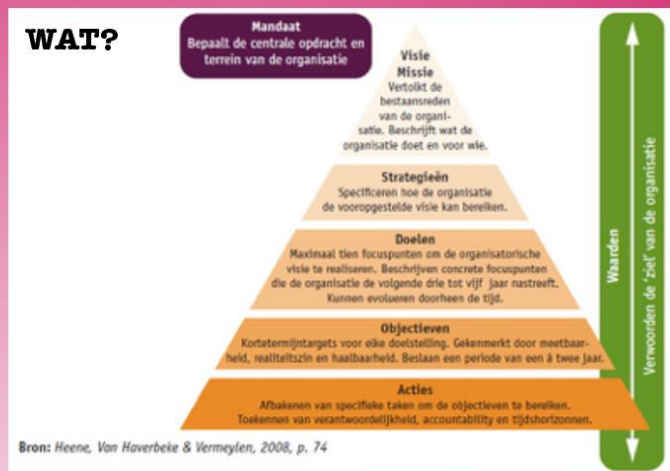 WAT?
Mandaat
Bepaalt de centrale opdracht en
terrein van de organisatie
Visie
Missie
Vertolkt de
bestaansreden
van de organi-
satie. Beschrijft wat de
organisatie doet en voor wie.
Strategieën
Specificeren hoe de organisatie
de vooropgestelde visie kan bereiken.
Doelen
Maximaal tien focuspunten om de organisatorische
visie te realiseren. Beschrijven concrete focuspunten
die de organisatie de volgende drie tot vijf jaar nastreeft.
Kunnen evolueren doorheen de tijd.
Objectieven
Kortetermijntargets voor elke doelstelling. Gekenmerkt door meetbaar-
heid, realiteitszin en haalbaarheid. Beslaan een periode van een à twee jaar.
Acties
Afbakenen van specifieke taken om de objectieven te bereiken.
Toekennen van verantwoordelijkheid, accountability en tijdshorizonnen.
Waarden
Verwoorden de 'ziel' van de organisatie
Bron: Heene, Van Haverbeke & Vermeylen, 2008, p. 74